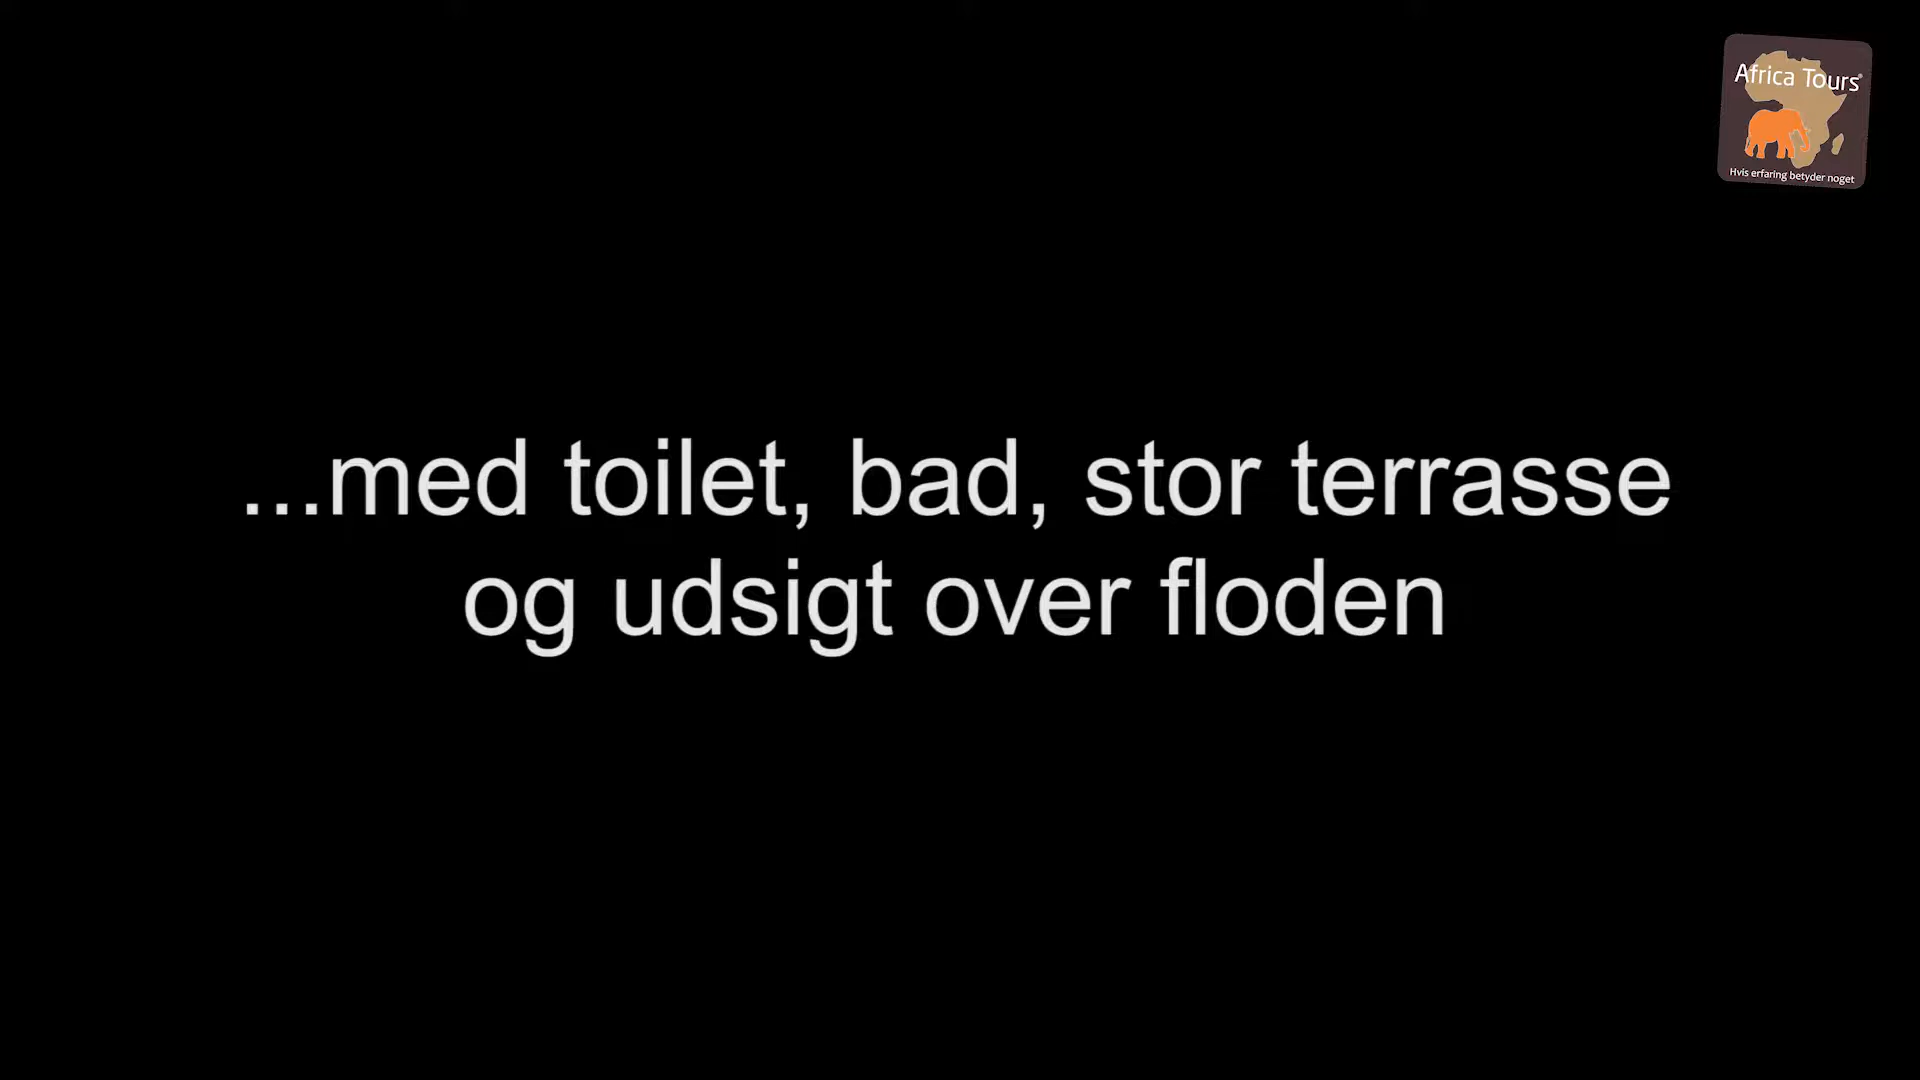 Africa Tours®
Hvis erfaring betyder noget
...med toilet, bad, stor terrasse
og udsigt over floden